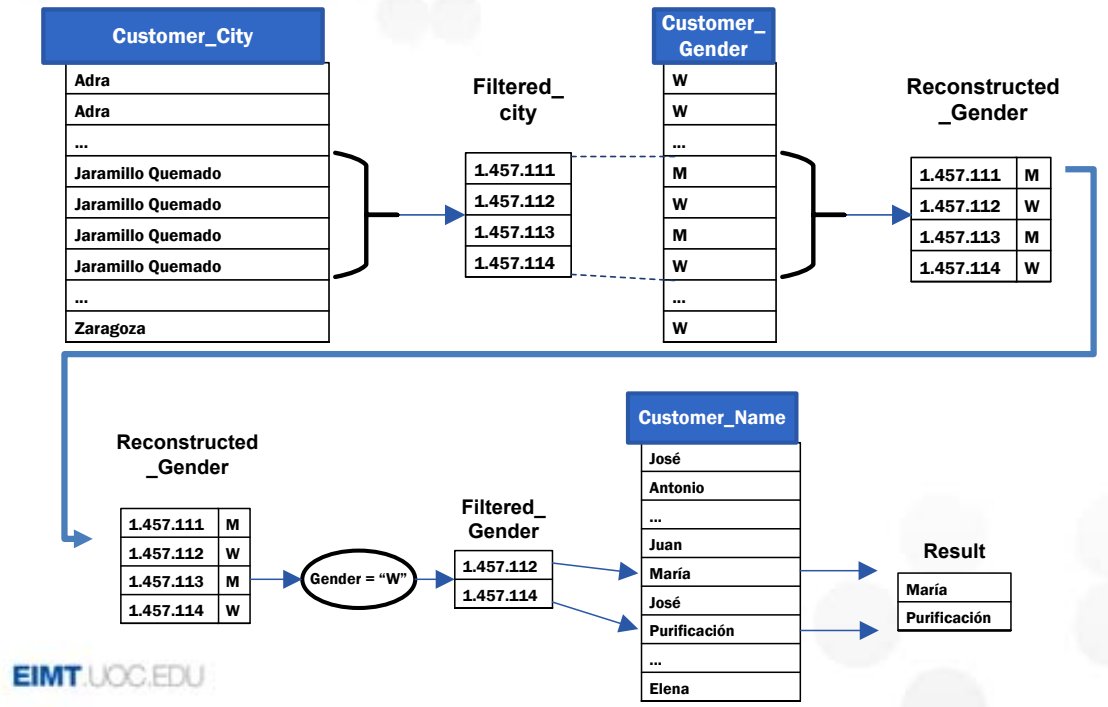 Customer_City
Adra
Adra
...
Jaramillo Quemado
Jaramillo Quemado
Jaramillo Quemado
Jaramillo Quemado
...
Zaragoza
Filtered_
city
1.457.111
1.457.112
1.457.113
1.457.114
Customer_
Gender
W
W
...
M
W
M
W
...
W
Reconstructed
_Gender
1.457.111 M
1.457.112 W
1.457.113 M
1.457.114 W
Reconstructed
_Gender
1.457.111 M
1.457.112 W
1.457.113 M
1.457.114 W
Gender = “W”
Filtered_
Gender
1.457.112
1.457.114
Customer_Name
José
Antonio
...
Juan
María
José
Purificación
...
Elena
Result
María
Purificación
EIMT.UOC.EDU